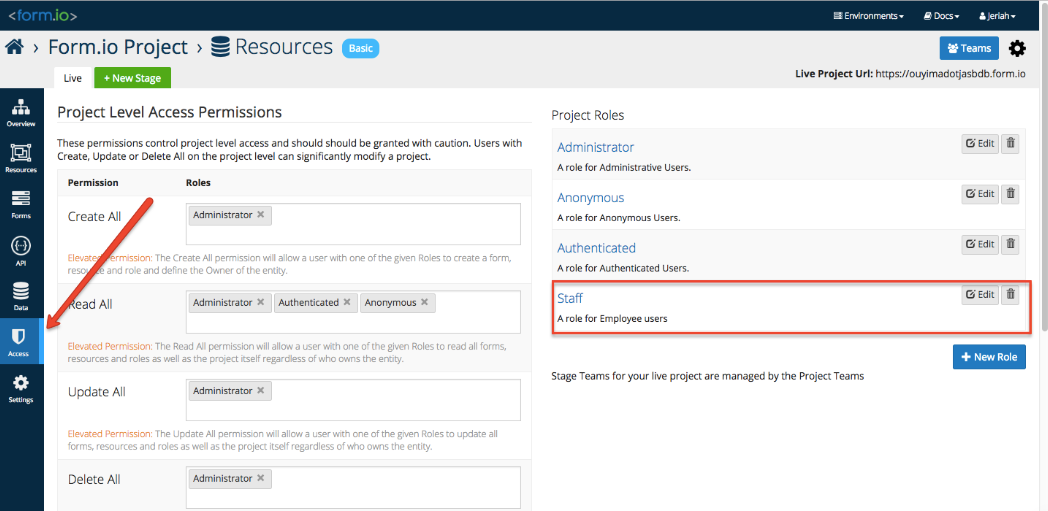 <form.io>
Environments
Docs
Jeriah
Form.io Project
Resources
Basic
Teams
Live
+ New Stage
Live Project Url: https://ouyimadotjasbdb.form.io
Overview
Resources
Forms
API
Data
Access
Settings
Project Level Access Permissions
These permissions control project level access and should should be granted with caution. Users with
Create, Update or Delete All on the project level can significantly modify a project.
Permission Roles
Create All
Administrator ×
Elevated Permission: The Create All permission will allow a user with one of the given Roles to create a form,
resource and role and define the Owner of the entity.
Read All
Administrator × Authenticated × Anonymous ×
Elevated Permission: The Read All permission will allow a user with one of the given Roles to read all forms,
resources and roles as well as the project itself regardless of who owns the entity.
Update All
Administrator ×
Elevated Permission: The Update All permission will allow a user with one of the given Roles to update all
forms, resources and roles as well as the project itself regardless of who owns the entity.
Delete All
Administrator ×
Project Roles
Administrator
Edit
A role for Administrative Users.
Anonymous
Edit
A role for Anonymous Users.
Authenticated
Edit
A role for Authenticated Users.
Staff
Edit
A role for Employee users
+ New Role
Stage Teams for your live project are managed by the Project Teams